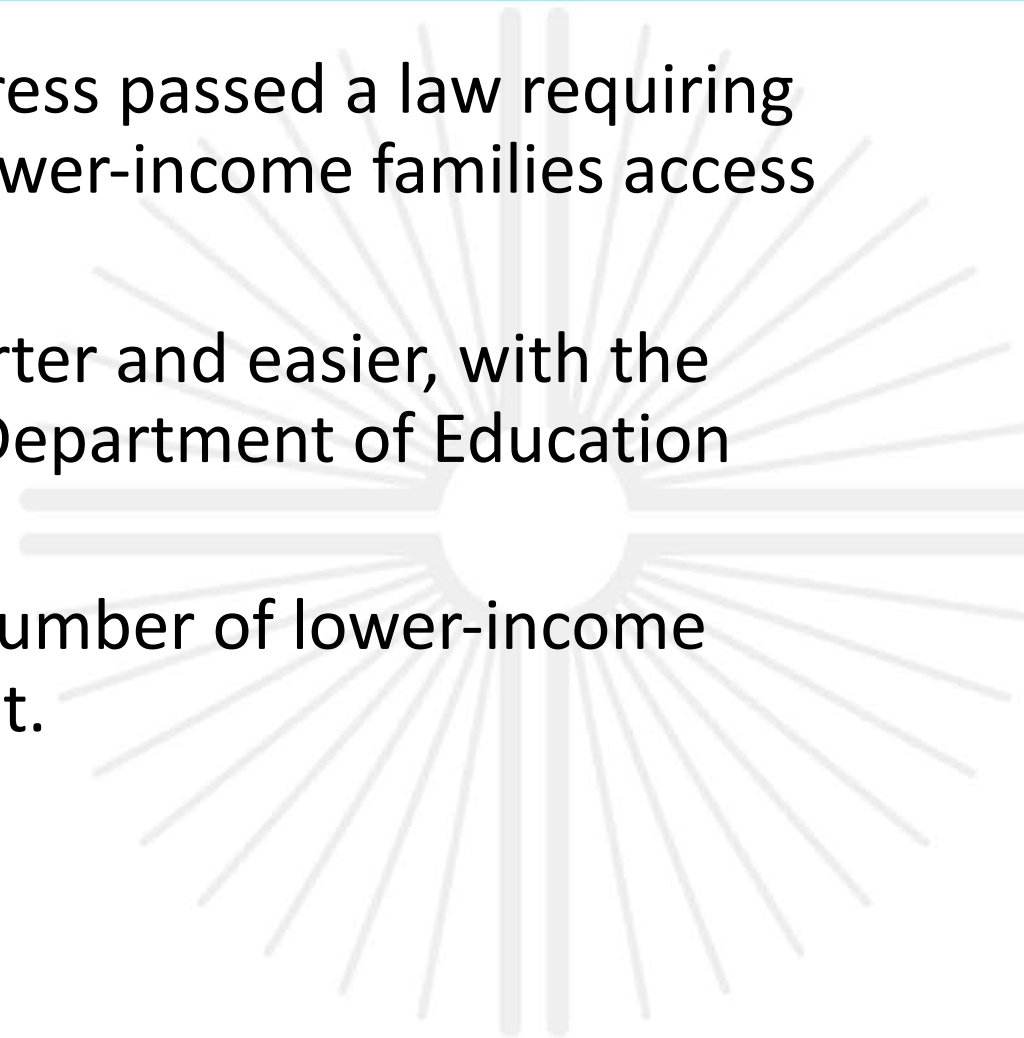 ress passed a law requiring
wer-income families access
rter and easier, with the
Department of Education
umber of lower-income
t.